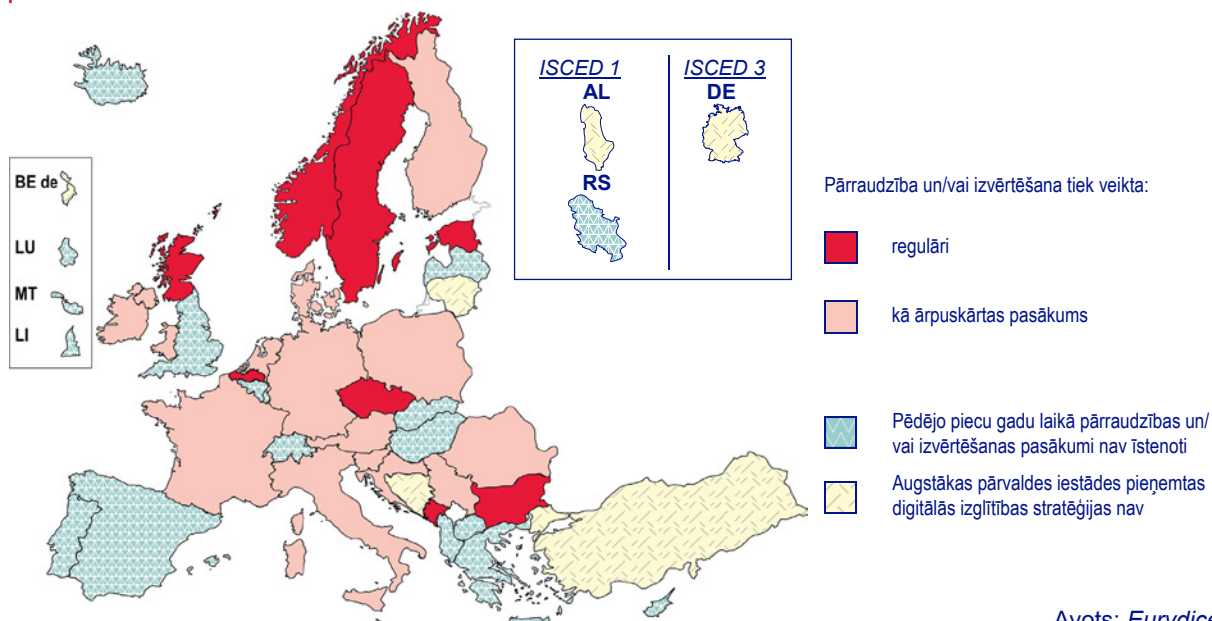 ISCED 1
ISCED 3
AL
DE
RS
BE de
LU
MT
LI
Pārraudzība un/vai izvērtēšana tiek veikta:
regulāri
kā ārpuskārtas pasākums
Pēdējo piecu gadu laikā pārraudzības un/
vai izvērtēšanas pasākumi nav īstenoti
Augstākas pārvaldes iestādes pieņemtas
digitālās izglītības stratēģijas nav
Avots: Eurydice